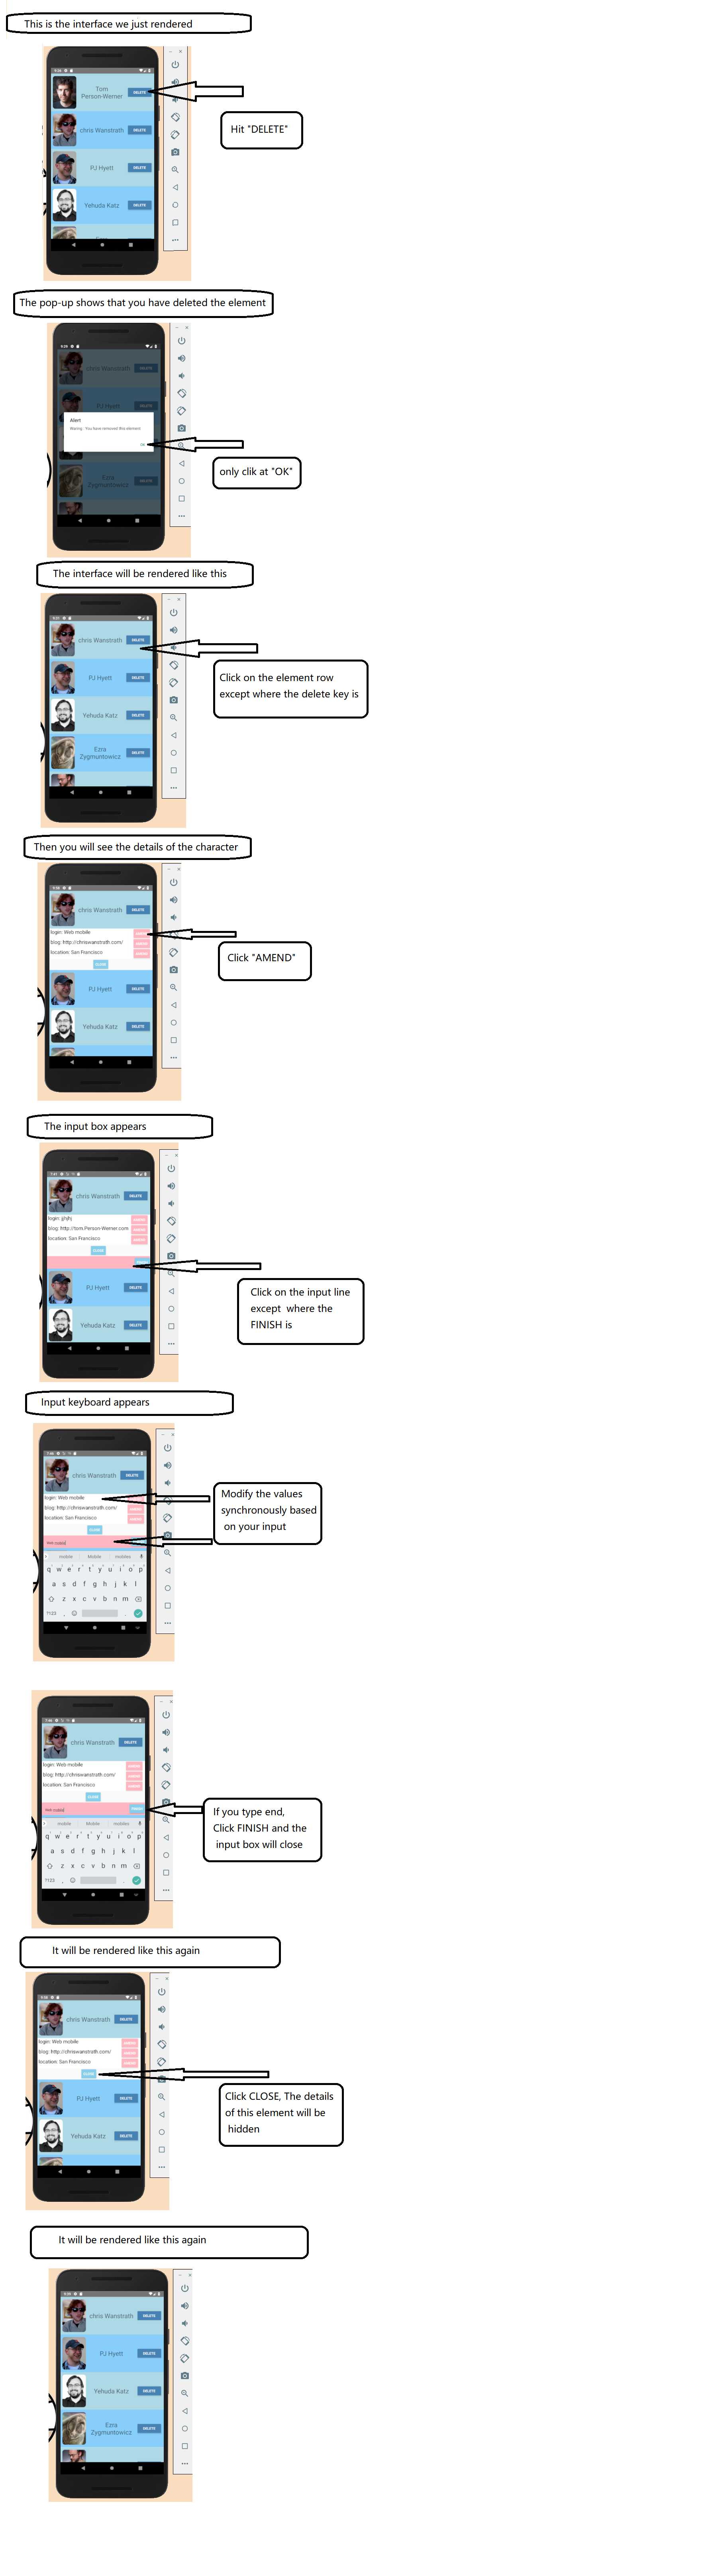 This is the interface we just rendered
Tom
Person-Werner
DELETE
chris Wanstrath
DELETE
PJ Hyett
DELETE
Yehuda Katz
DELETE
Ezra
Hit "DELETE"
The pop-up shows that you have deleted the element
chris Wanstrath
DELETE
PJ Hyett
Alert
You have removed this element
OK
Ezra
Zygmuntowicz
DELETE
only clik at "OK"
The interface will be rendered like this
chris Wanstrath
DELETE
PJ Hyett
DELETE
Yehuda Katz
DELETE
Ezra
Zygmuntowicz
DELETE
Click on the element row
except where the delete key is
Then you will see the details of the character
chris Wanstrath
DELETE
login: Web mobile
blog: http://chriswanstrath.com/
location: San Francisco
CLOSE
PJ Hyett
DELETE
Yehuda Katz
DELETE
Click "AMEND"
The input box appears
chris Wanstrath
DELETE
login: ghjhj
blog: http://tom.Person-Werner.com
location: San Francisco
CLOSE
PJ Hyett
DELETE
Yehuda Katz
DELETE
Click on the input line
except where the
FINISH is
Input keyboard appears
chris Wanstrath
DELETE
login: Web mobile
blog: http://chriswanstrath.com/
location: San Francisco
CLOSE
Web mobile
mobile Mobile mobiles
q w e r t y u i o p
a s d f g h j k l
z x c v b n m
?123 , .
Modify the values
synchronously based
on your input
chris Wanstrath
DELETE
login: Web mobile
blog: http://chriswanstrath.com/
location: San Francisco
CLOSE
Web mobile
FINISH
mobile Mobile mobiles
q w e r t y u i o p
a s d f g h j k l
z x c v b n m
?123 , .
If you type end,
Click FINISH and the
input box will close
It will be rendered like this again
chris Wanstrath
DELETE
login: Web mobile
blog: http://chriswanstrath.com/
location: San Francisco
CLOSE
PJ Hyett
DELETE
Yehuda Katz
DELETE
Click CLOSE, The details
of this element will be
hidden
It will be rendered like this again
chris Wanstrath
DELETE
PJ Hyett
DELETE
Yehuda Katz
DELETE
Ezra
Zygmuntowicz
DELETE